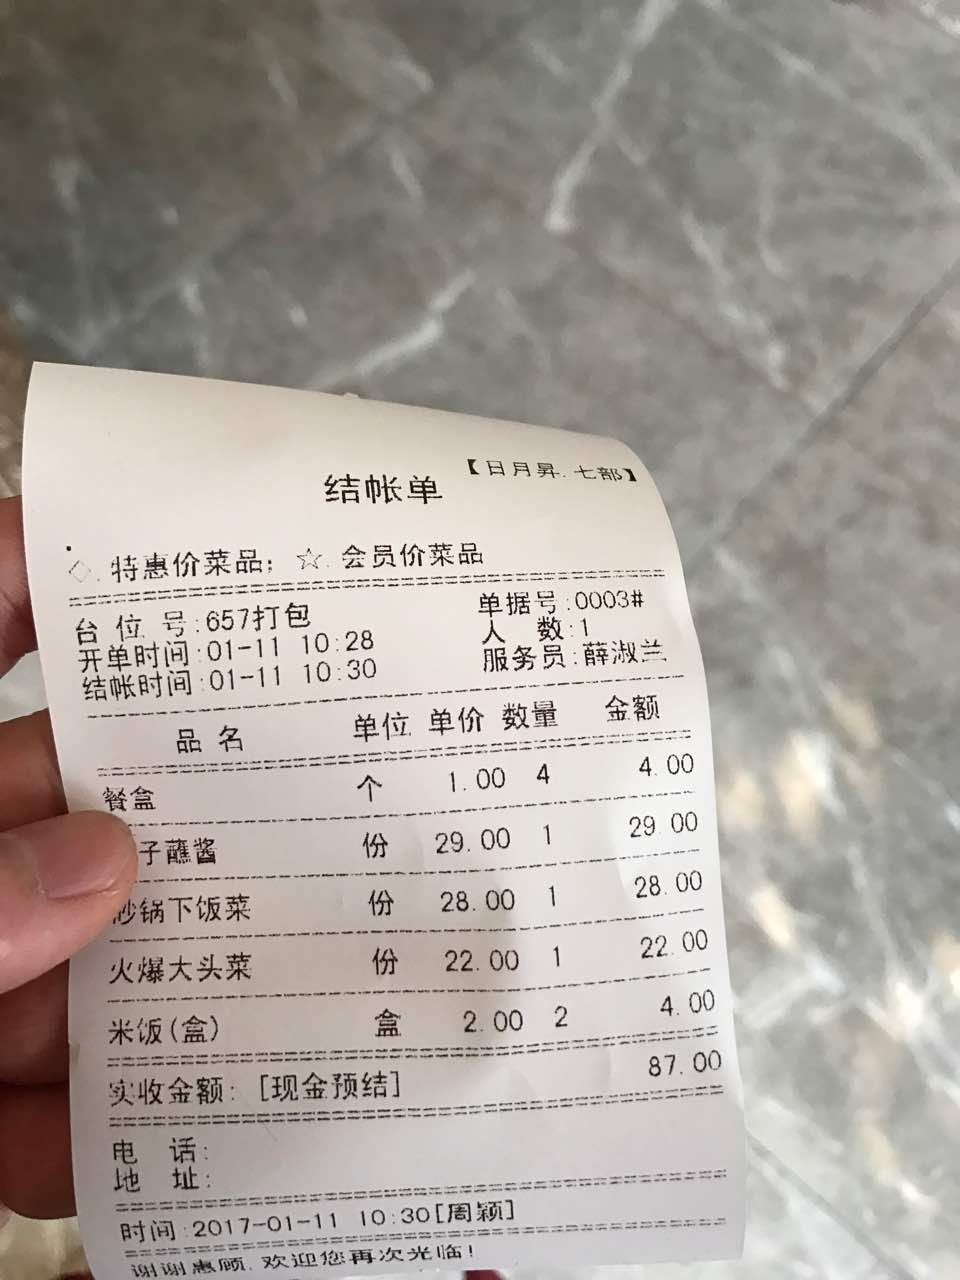 【日月昇.七部】
结帐单
◇.特惠价菜品; ☆.会员价菜品
台 位 号:657打包 单据号:0003#
开单时间:01-11 10:28 人 数:1
结帐时间:01-11 10:30 服务员:薛淑兰
品 名 单位 单价 数量 金额
餐盒 个 1.00 4 4.00
子蘸酱 份 29.00 1 29.00
砂锅下饭菜 份 28.00 1 28.00
火爆大头菜 份 22.00 1 22.00
米饭(盒) 盒 2.00 2 4.00
实收金额: [现金预结] 87.00
电 话:
地 址:
时间:2017-01-11 10:30[周颖]
谢谢惠顾,欢迎您再次光临!